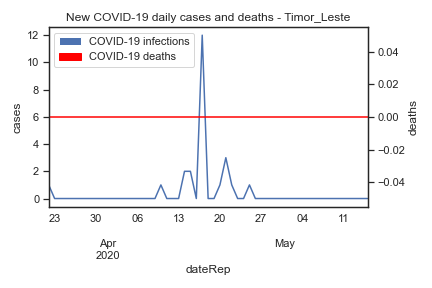 New COVID-19 daily cases and deaths - Timor_Leste
COVID-19 infections
COVID-19 deaths
12
10
8
6
4
2
0
cases
0.04
0.02
0.00
−0.02
−0.04
deaths
23 30 06 13 20 27 04 11
Apr May
2020
dateRep